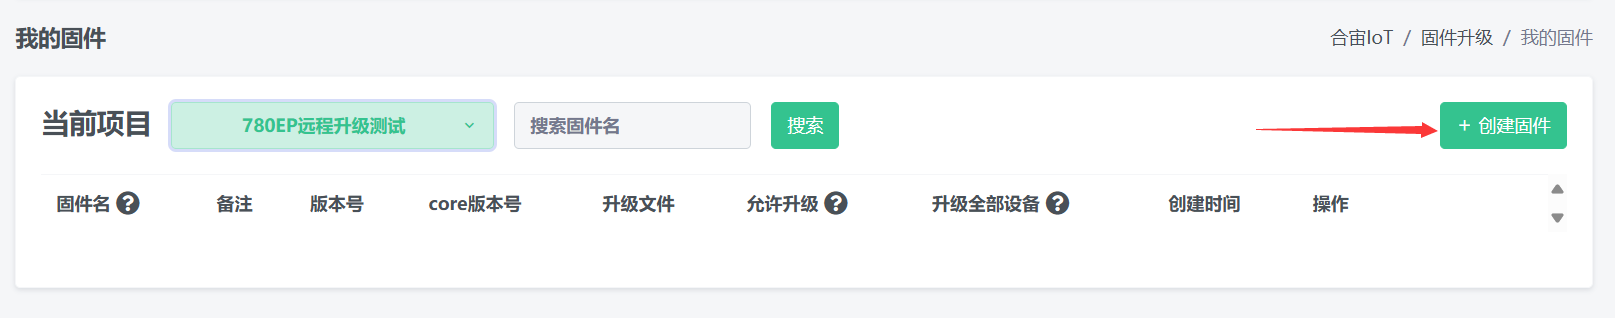 我的固件
合宙IoT / 固件升级 / 我的固件
当前项目 780EP远程升级测试 搜索固件名 搜索 + 创建固件
固件名 备注 版本号 core版本号 升级文件 允许升级 升级全部设备 创建时间 操作